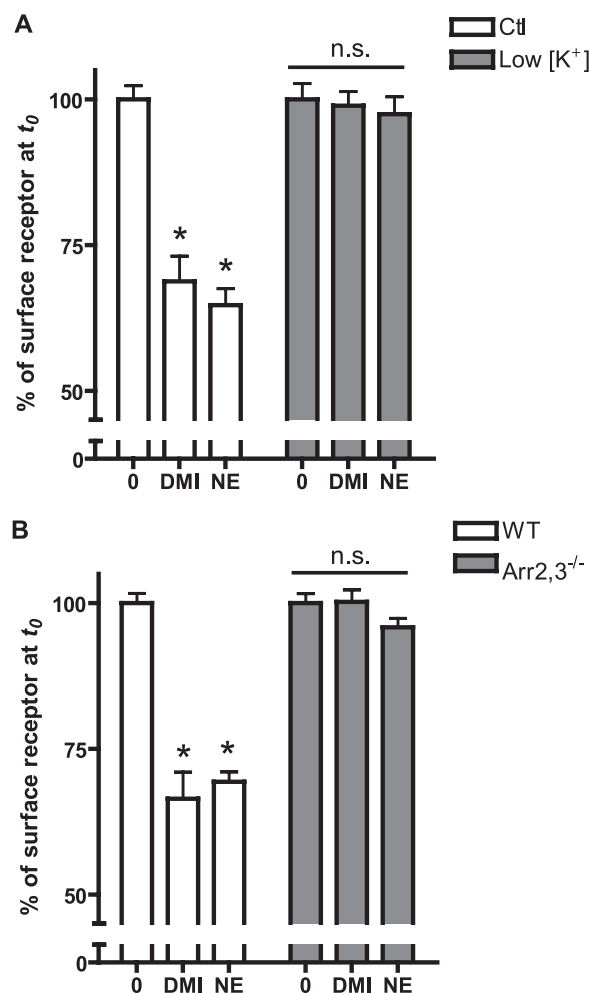 A
Ctl
Low [K⁺]
n.s.
% of surface receptor at t₀
100
75
50
0
* *
0 DMI NE 0 DMI NE
B
WT
Arr2,3⁻/⁻
n.s.
% of surface receptor at t₀
100
75
50
0
* *
0 DMI NE 0 DMI NE